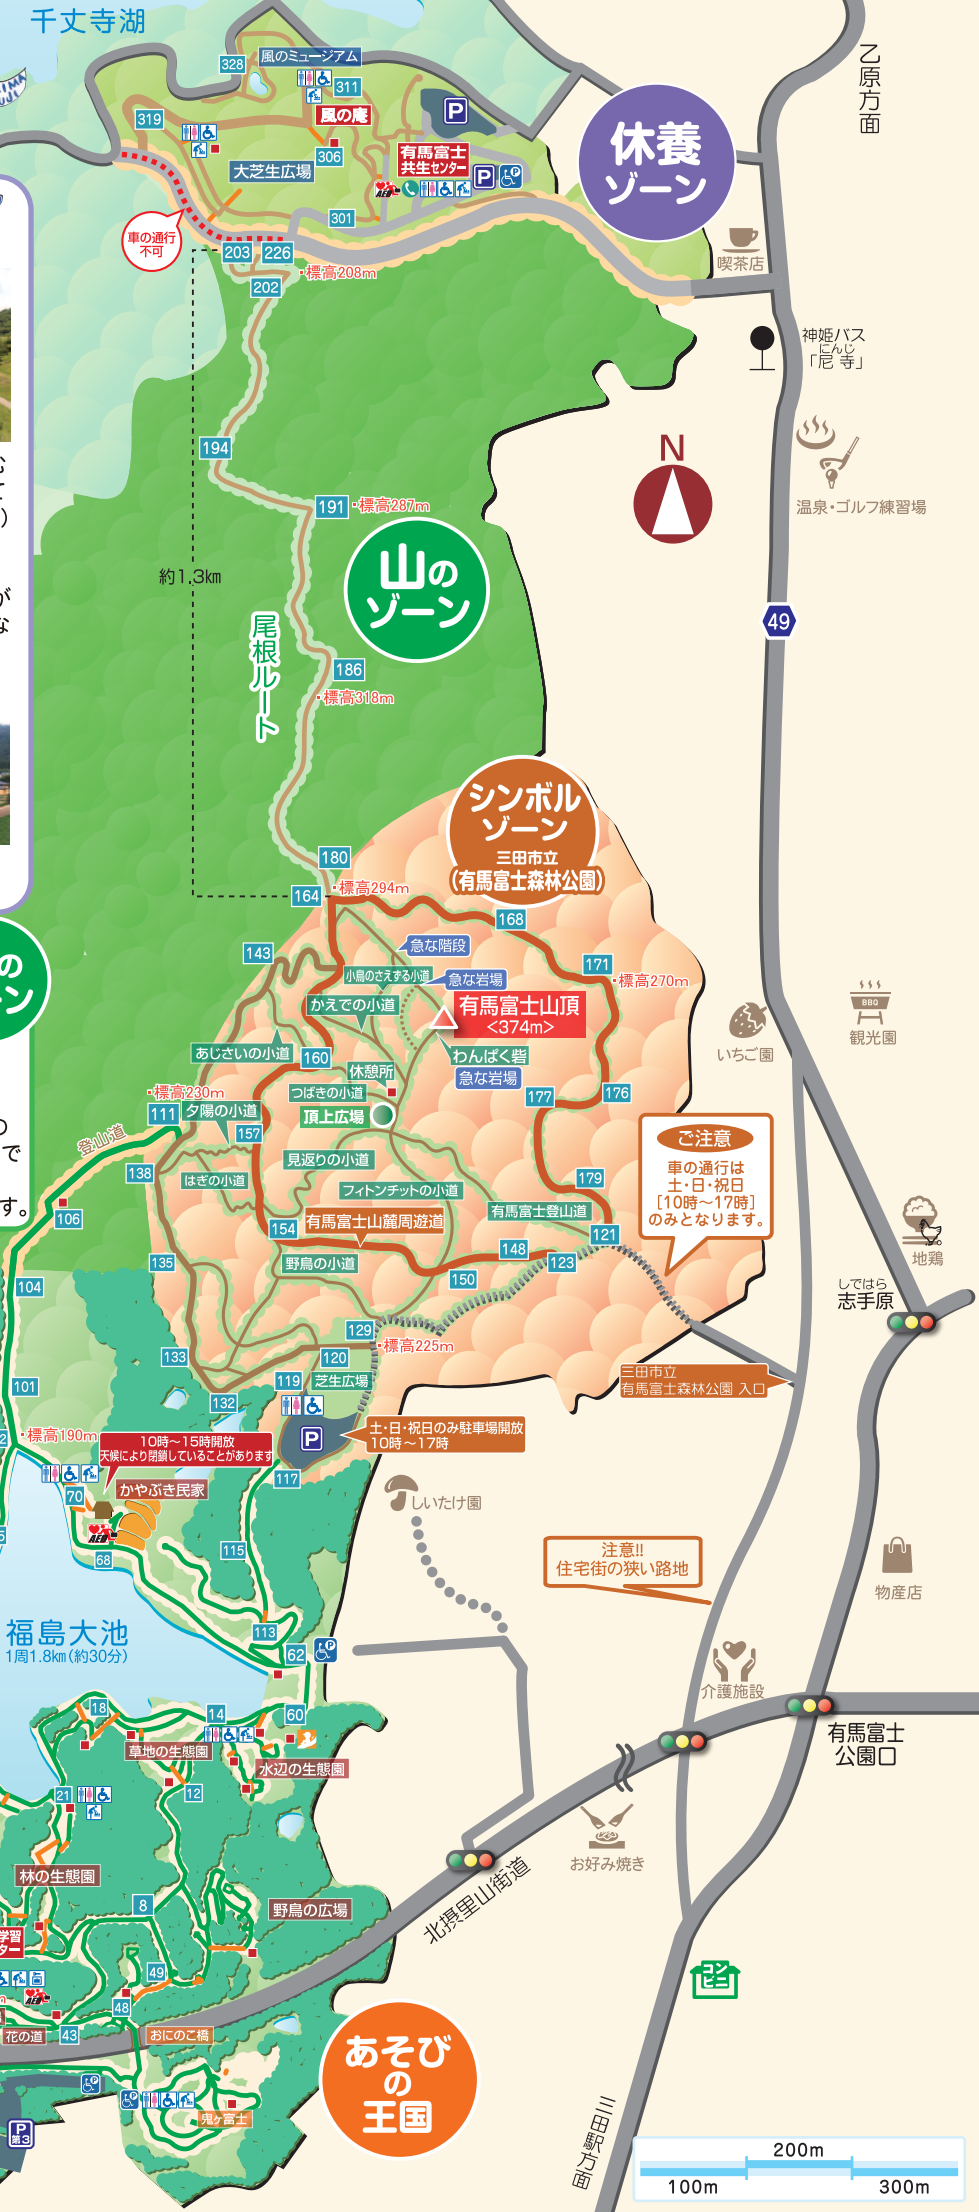 千丈寺湖
乙原方面
風のミュージアム
328
311
P
319
風の庵
306
有馬富士
共生センター
大芝生広場
AED
P
301
休養
ゾーン
車の通行
不可
203
226
・標高208m
202
喫茶店
神姫バス
にんじ
「尼寺」
194
N
温泉・ゴルフ練習場
191
・標高287m
山の
ゾーン
約1.3km
尾根ルート
49
186
・標高318m
シンボル
ゾーン
三田市立
(有馬富士森林公園)
180
164
・標高294m
168
143
急な階段
171
・標高270m
小鳥のさえずる小道
急な岩場
かえでの小道
有馬富士山頂
<374m>
BBQ
観光園
いちご園
あじさいの小道
160
わんぱく砦
休憩所
急な岩場
・標高230m
つばきの小道
177
176
111
夕陽の小道
頂上広場
157
登山道
ご注意
車の通行は
土・日・祝日
[10時〜17時]
のみとなります。
138
見返りの小道
はぎの小道
フィトンチットの小道
179
106
有馬富士登山道
154
有馬富士山麓周遊道
121
148
123
135
野鳥の小道
150
104
地鶏
しではら
志手原
129
・標高225m
133
120
119
芝生広場
三田市立
有馬富士森林公園 入口
101
132
・標高190m
10時〜15時開放
天候により閉鎖していることがあります
P
土・日・祝日のみ駐車場開放
10時〜17時
117
70
かやぶき民家
しいたけ園
AED
68
115
注意!!
住宅街の狭い路地
物産店
福島大池
1周1.8km(約30分)
113
62
P
介護施設
18
14
60
有馬富士
公園口
草地の生態園
水辺の生態園
21
12
お好み焼き
林の生態園
北摂里山街道
8
野鳥の広場
49
コン
ビニ
AED
48
花の道
43
おにのこ橋
あそび
の
王国
鬼ヶ富士
P
第3
三田駅方面
200m
100m
300m